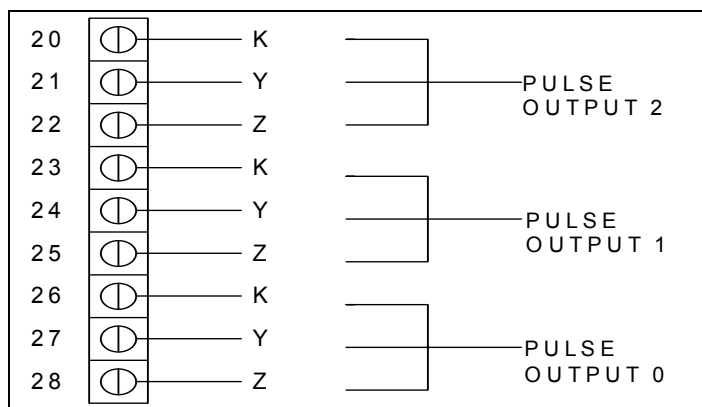 20 K
21 Y PULSE
OUTPUT 2
22 Z
23 K
24 Y PULSE
OUTPUT 1
25 Z
26 K
27 Y PULSE
OUTPUT 0
28 Z